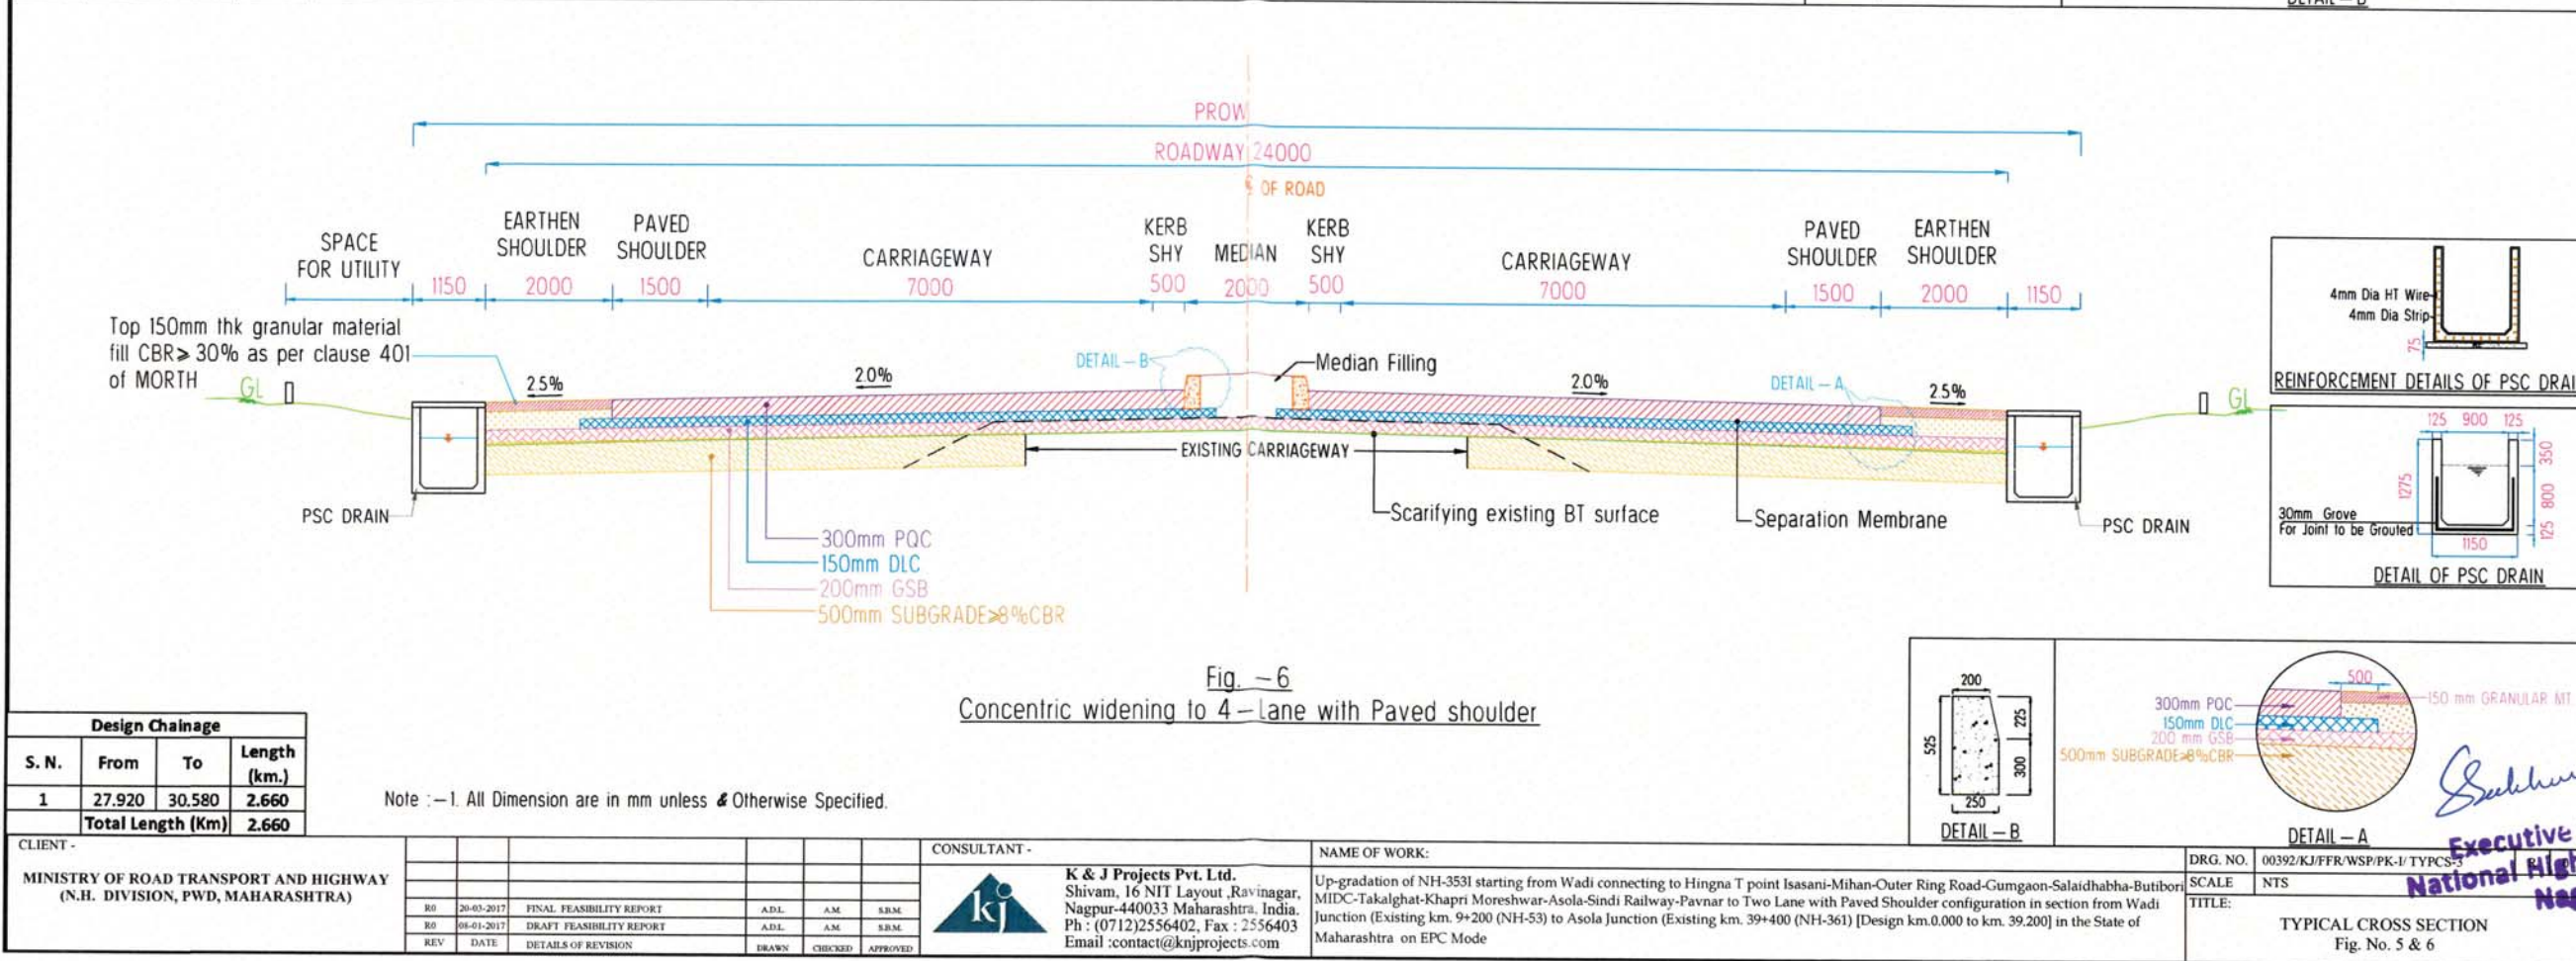 DETAIL – B
PROW
ROADWAY 24000
℄ OF ROAD
SPACE
FOR UTILITY
EARTHEN
SHOULDER
PAVED
SHOULDER
CARRIAGEWAY
KERB
SHY
MEDIAN
KERB
SHY
CARRIAGEWAY
PAVED
SHOULDER
EARTHEN
SHOULDER
1150
2000
1500
7000
500
2000
500
7000
1500
2000
1150
Top 150mm thk granular material
fill CBR ≥ 30% as per clause 401
of MORTH
GL
2.5%
2.0%
DETAIL – B
Median Filling
2.0%
DETAIL – A
2.5%
GL
EXISTING CARRIAGEWAY
PSC DRAIN
Scarifying existing BT surface
Separation Membrane
PSC DRAIN
300mm PQC
150mm DLC
200mm GSB
500mm SUBGRADE≥8%CBR
4mm Dia HT Wire
4mm Dia Strip
75
REINFORCEMENT DETAILS OF PSC DRAI
125 900 125
350
1275
800
30mm Grove
For Joint to be Grouted
125
1150
DETAIL OF PSC DRAIN
Fig. – 6
Concentric widening to 4 – Lane with Paved shoulder
200
525
225
300
250
DETAIL – B
500
150 mm GRANULAR MT
300mm PQC
150mm DLC
200 mm GSB
500mm SUBGRADE≥8%CBR
DETAIL – A
Design Chainage
S. N. From To Length (km.)
1 27.920 30.580 2.660
Total Length (Km) 2.660
Note :– 1. All Dimension are in mm unless & Otherwise Specified.
CLIENT -
MINISTRY OF ROAD TRANSPORT AND HIGHWAY
(N.H. DIVISION, PWD, MAHARASHTRA)
R0 20-03-2017 FINAL FEASIBILITY REPORT A.D.L. A.M. S.B.M.
R0 08-01-2017 DRAFT FEASIBILITY REPORT A.D.L. A.M. S.B.M.
REV DATE DETAILS OF REVISION DRAWN CHECKED APPROVED
CONSULTANT -
kj
K & J Projects Pvt. Ltd.
Shivam, 16 NIT Layout ,Ravinagar,
Nagpur-440033 Maharashtra, India.
Ph : (0712)2556402, Fax : 2556403
Email :contact@knjprojects.com
NAME OF WORK:
Up-gradation of NH-353I starting from Wadi connecting to Hingna T point Isasani-Mihan-Outer Ring Road-Gumgaon-Salaidhabha-Butibori
MIDC-Takalghat-Khapri Moreshwar-Asola-Sindi Railway-Pavnar to Two Lane with Paved Shoulder configuration in section from Wadi
Junction (Existing km. 9+200 (NH-53) to Asola Junction (Existing km. 39+400 (NH-361) [Design km.0.000 to km. 39.200] in the State of
Maharashtra on EPC Mode
DRG. NO. 00392/KJ/FFR/WSP/PK-I/ TYPCS-3
SCALE NTS
TITLE:
TYPICAL CROSS SECTION
Fig. No. 5 & 6
Executive
National High
Nag